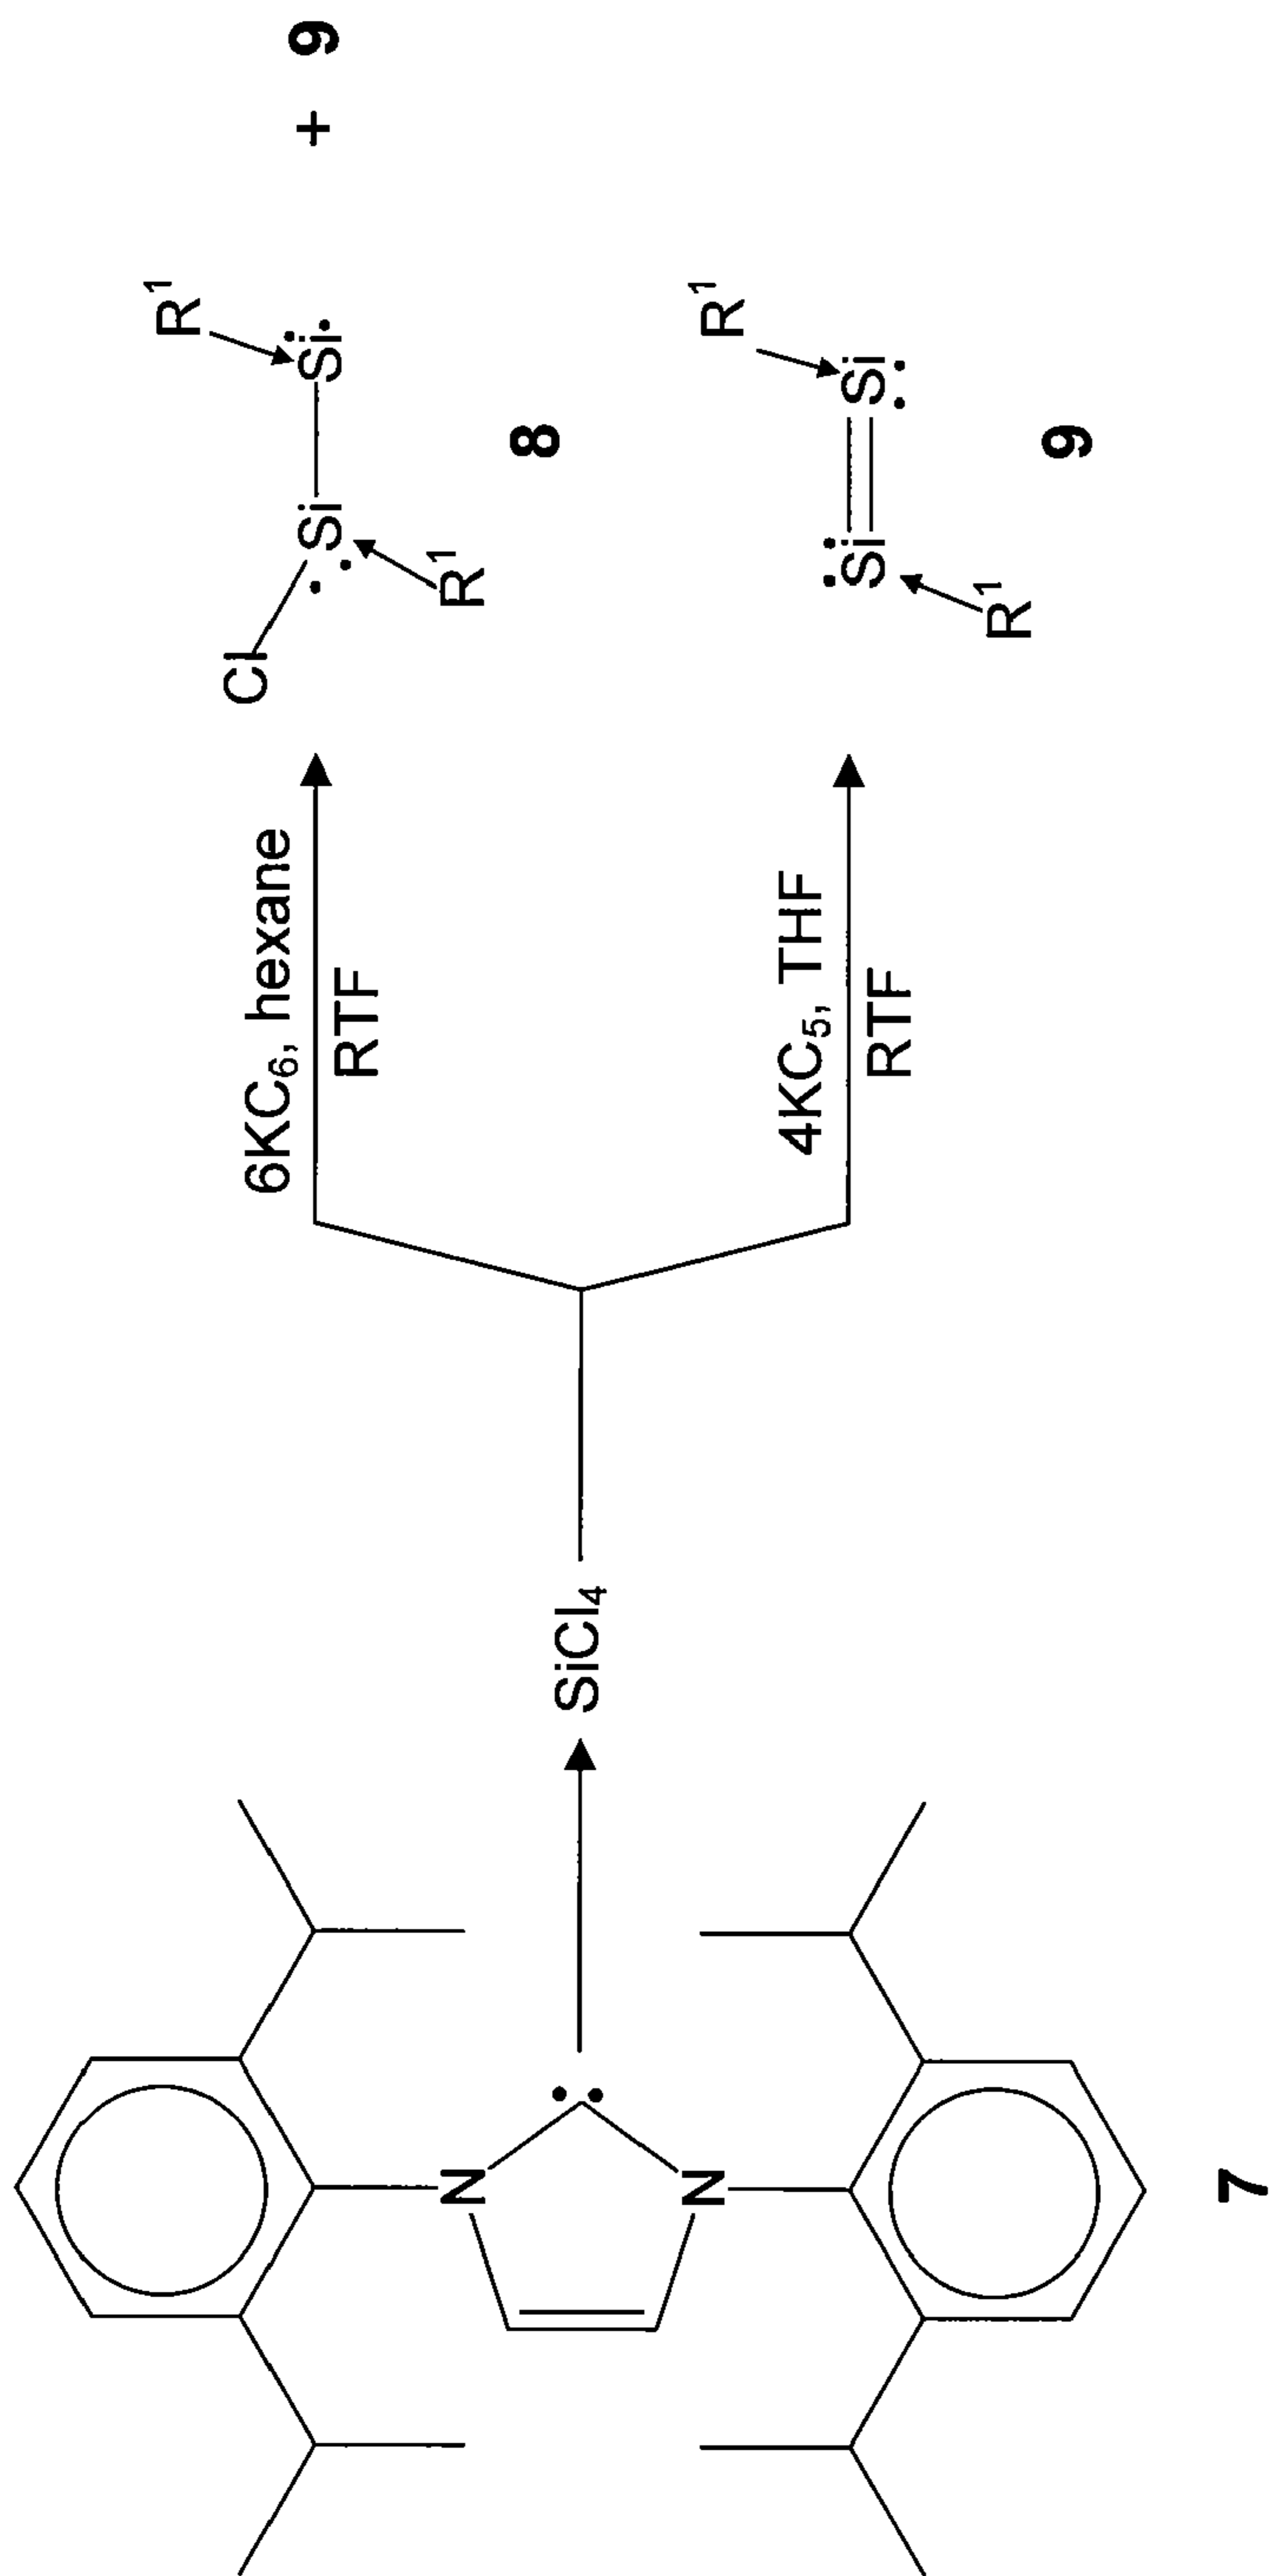 N
N
7
SiCl₄
6KC₆, hexane
RTF
Cl
Si
Si
R¹
R¹
8
+ 9
4KC₅, THF
RTF
Si
Si
R¹
R¹
9